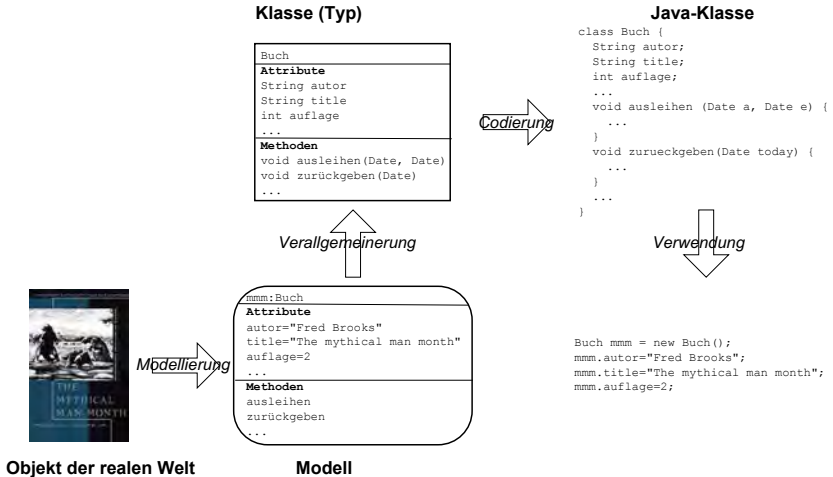 Klasse (Typ)
Buch
Attribute
String autor
String title
int auflage
...
Methoden
void ausleihen(Date, Date)
void zurückgeben(Date)
...
Codierung
Java-Klasse
class Buch {
String autor;
String title;
int auflage;
...
void ausleihen (Date a, Date e) {
...
}
void zurueckgeben(Date today) {
...
}
...
}
Verallgemeinerung
Verwendung
THE
MYTHICAL
MAN-MONTH
Modellierung
mmm:Buch
Attribute
autor="Fred Brooks"
title="The mythical man month"
auflage=2
...
Methoden
ausleihen
zurückgeben
...
Buch mmm = new Buch();
mmm.autor="Fred Brooks";
mmm.title="The mythical man month";
mmm.auflage=2;
Objekt der realen Welt
Modell